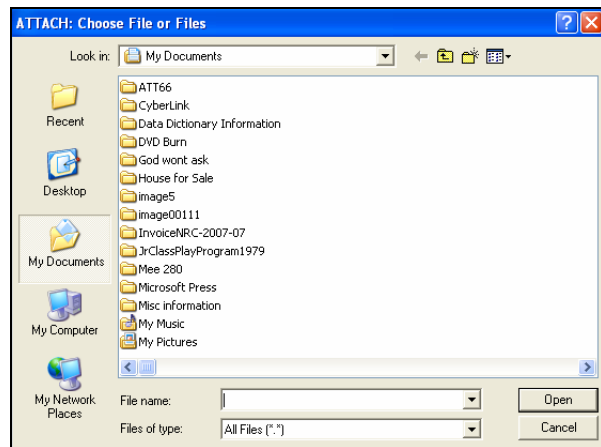 ATTACH: Choose File or Files
Look in: My Documents
ATT66
CyberLink
Data Dictionary Information
DVD Burn
God wont ask
House for Sale
image5
image00111
InvoiceNRC-2007-07
JrClassPlayProgram1979
Mee 280
Microsoft Press
Misc information
My Music
My Pictures
Recent
Desktop
My Documents
My Computer
My Network
Places
File name:
Open
Files of type: All Files (*.*)
Cancel